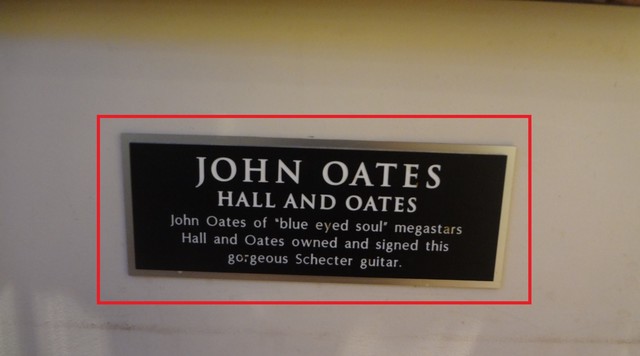 JOHN OATES
HALL AND OATES
John Oates of "blue eyed soul" megastars
Hall and Oates owned and signed this
gorgeous Schecter guitar.